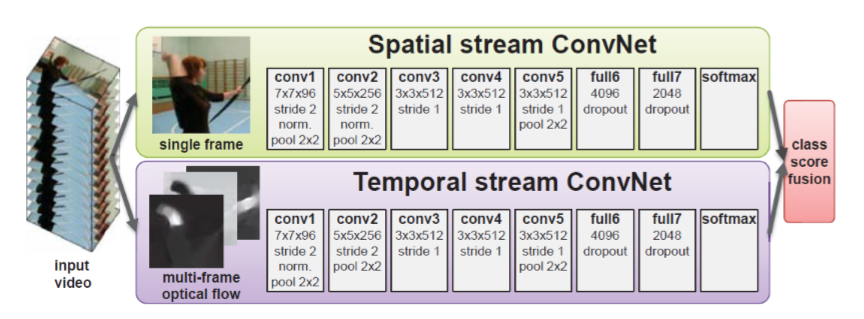 Spatial stream ConvNet
conv1
7x7x96
stride 2
norm.
pool 2x2
conv2
5x5x256
stride 2
norm.
pool 2x2
conv3
3x3x512
stride 1
conv4
3x3x512
stride 1
conv5
3x3x512
stride 1
pool 2x2
full6
4096
dropout
full7
2048
dropout
softmax
single frame
Temporal stream ConvNet
conv1
7x7x96
stride 2
norm.
pool 2x2
conv2
5x5x256
stride 2
pool 2x2
conv3
3x3x512
stride 1
conv4
3x3x512
stride 1
conv5
3x3x512
stride 1
pool 2x2
full6
4096
dropout
full7
2048
dropout
softmax
multi-frame
optical flow
input
video
class
score
fusion